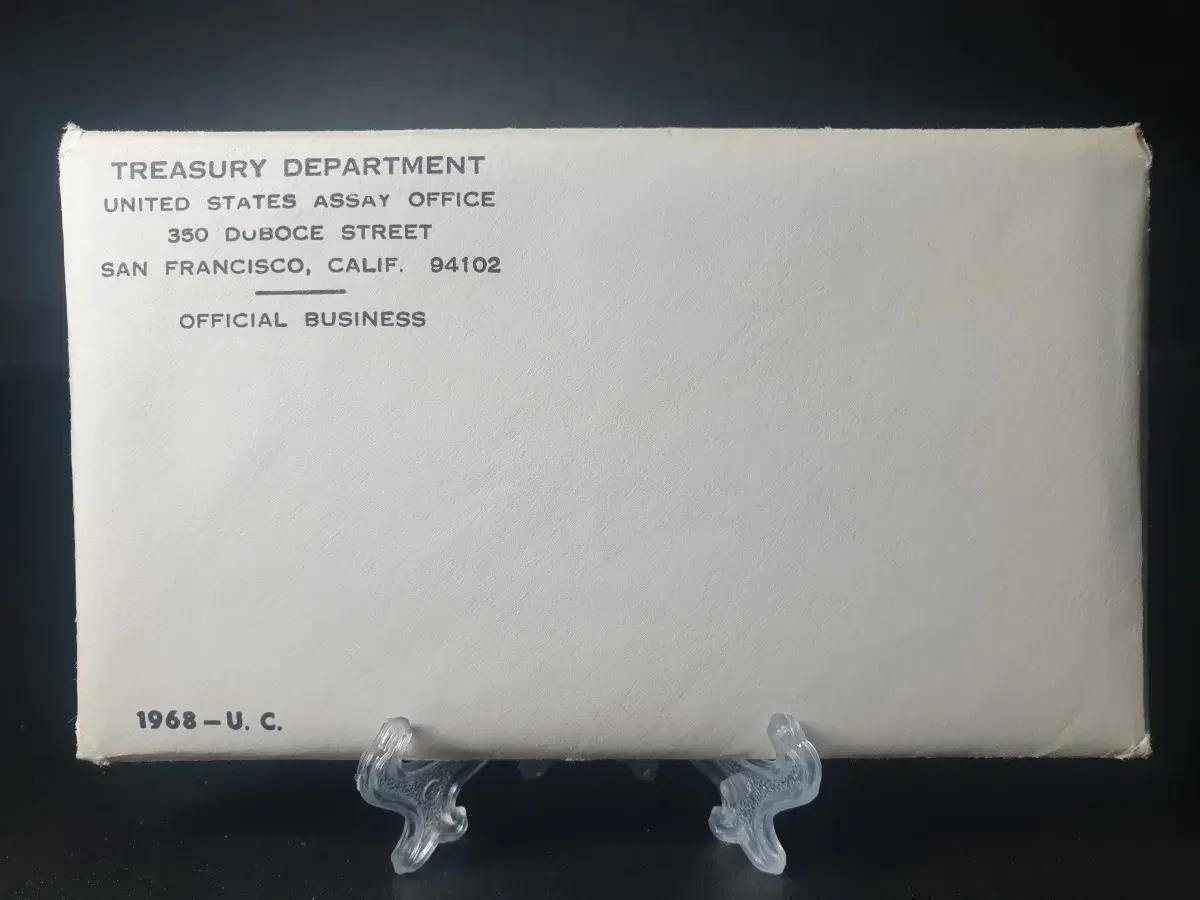 TREASURY DEPARTMENT
UNITED STATES ASSAY OFFICE
350 DuBOCE STREET
SAN FRANCISCO, CALIF. 94102
OFFICIAL BUSINESS
1968 – U. C.